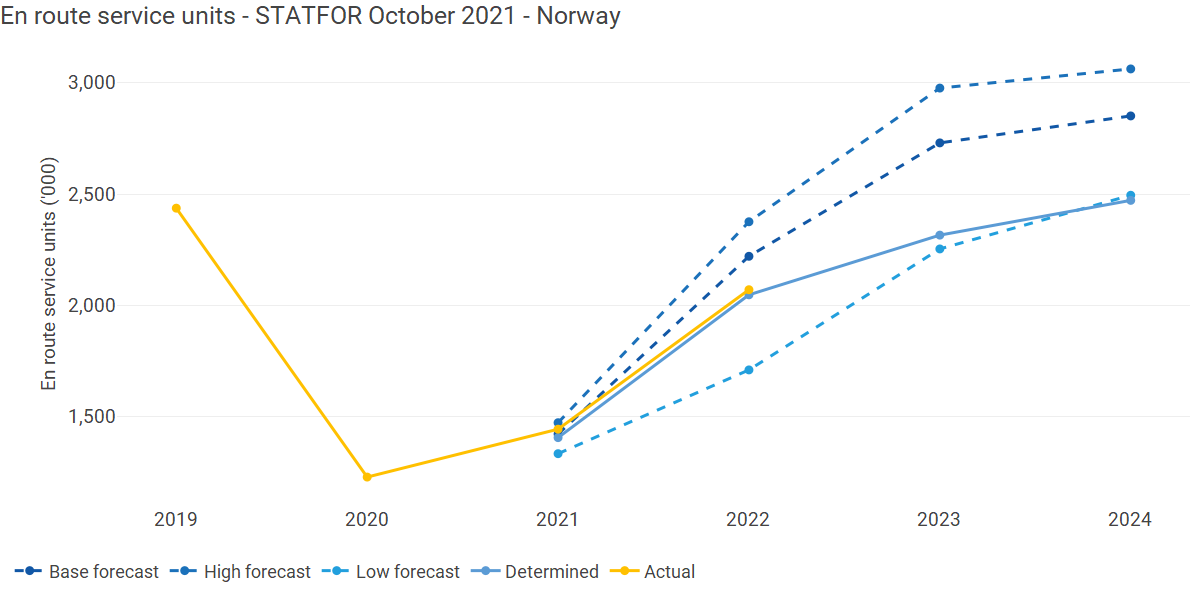 En route service units - STATFOR October 2021 - Norway
En route service units ('000)
3,000
2,500
2,000
1,500
2019 2020 2021 2022 2023 2024
Base forecast High forecast Low forecast Determined Actual